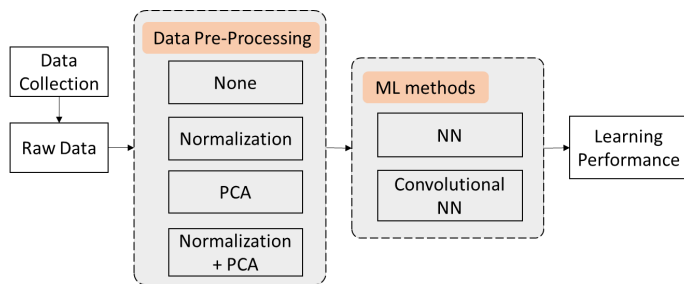 Data
Collection
Raw Data
Data Pre-Processing
None
Normalization
PCA
Normalization
+ PCA
ML methods
NN
Convolutional
NN
Learning
Performance